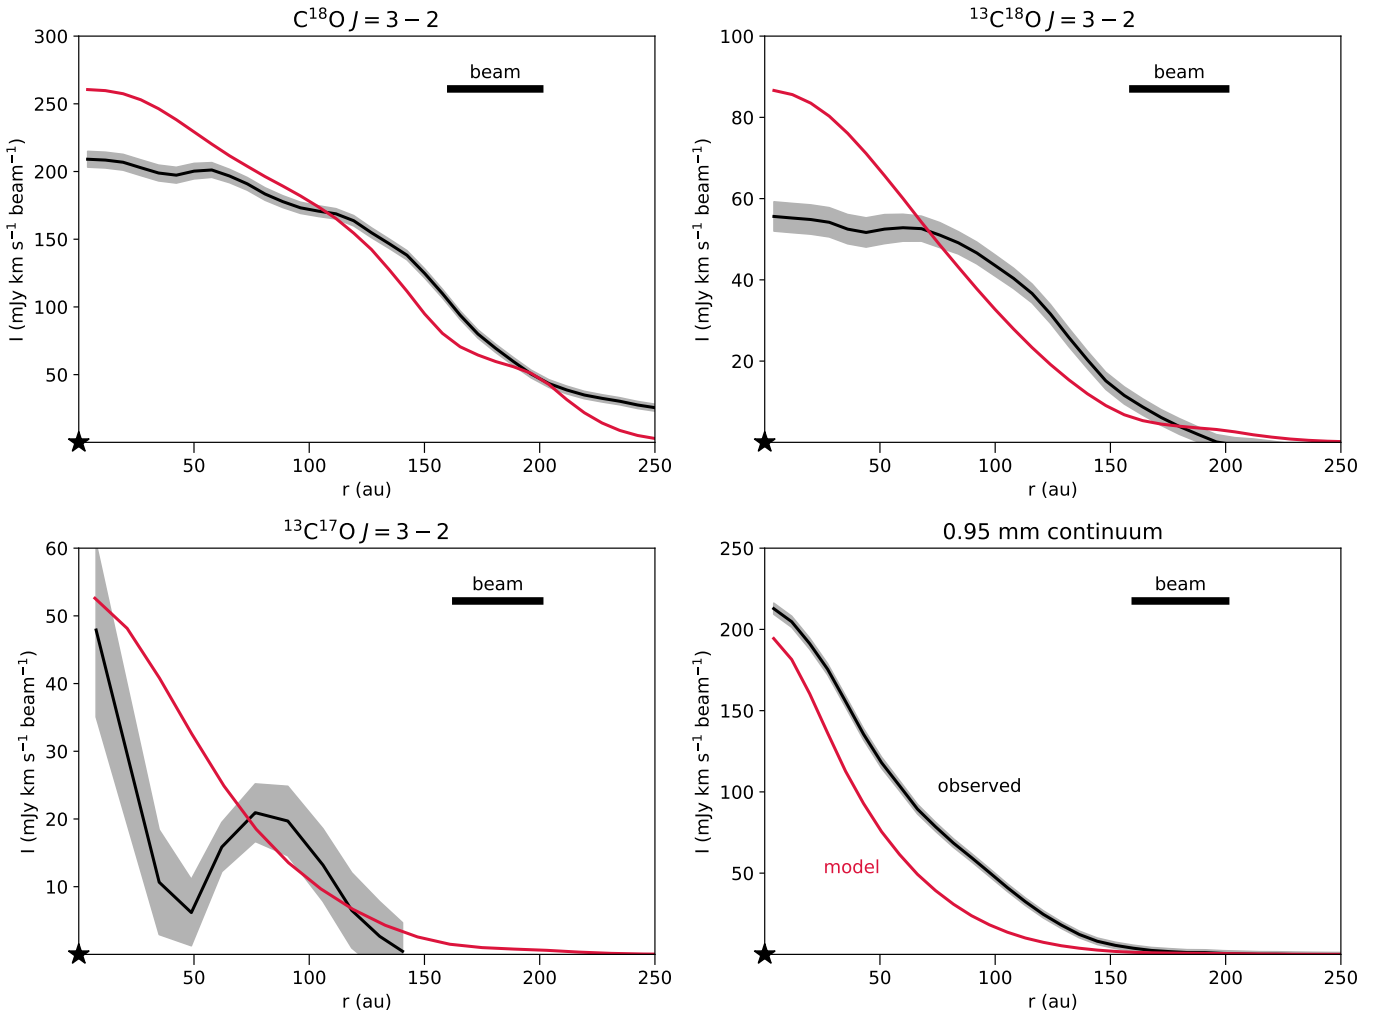 C¹⁸O J = 3 − 2
300
250
200
150
100
50
I (mJy km s⁻¹ beam⁻¹)
beam
50 100 150 200 250
r (au)
¹³C¹⁸O J = 3 − 2
100
80
60
40
20
I (mJy km s⁻¹ beam⁻¹)
beam
50 100 150 200 250
r (au)
¹³C¹⁷O J = 3 − 2
60
50
40
30
20
10
I (mJy km s⁻¹ beam⁻¹)
beam
50 100 150 200 250
r (au)
0.95 mm continuum
250
200
150
100
50
I (mJy km s⁻¹ beam⁻¹)
beam
observed
model
50 100 150 200 250
r (au)